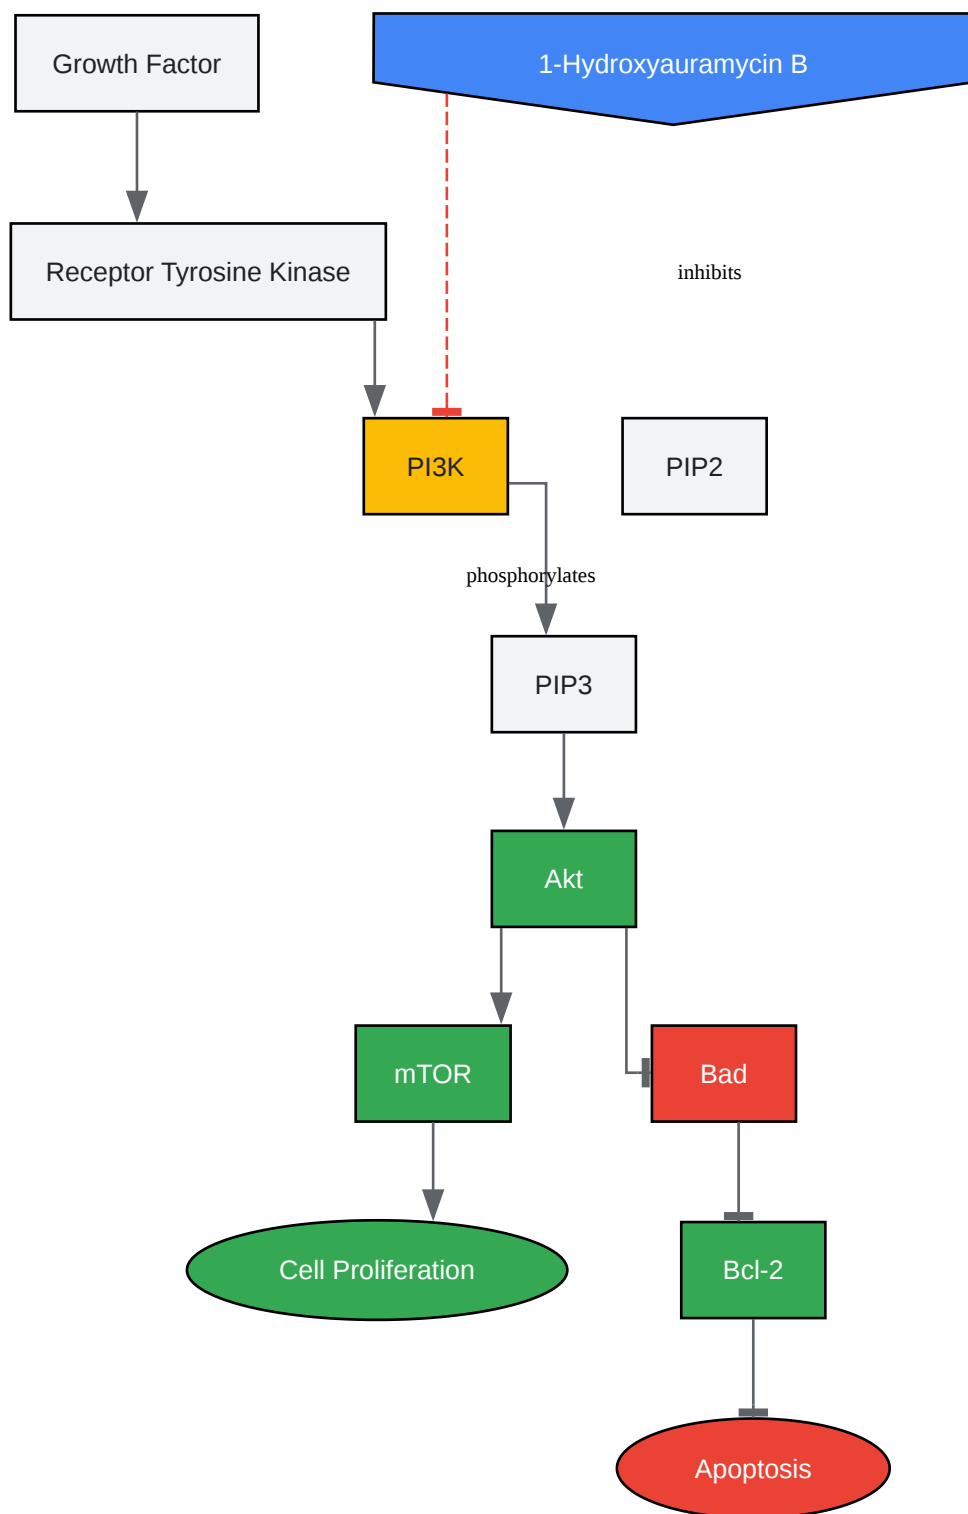 Growth Factor
1-Hydroxyauramycin B
Receptor Tyrosine Kinase
inhibits
PI3K
PIP2
phosphorylates
PIP3
Akt
mTOR
Bad
Cell Proliferation
Bcl-2
Apoptosis